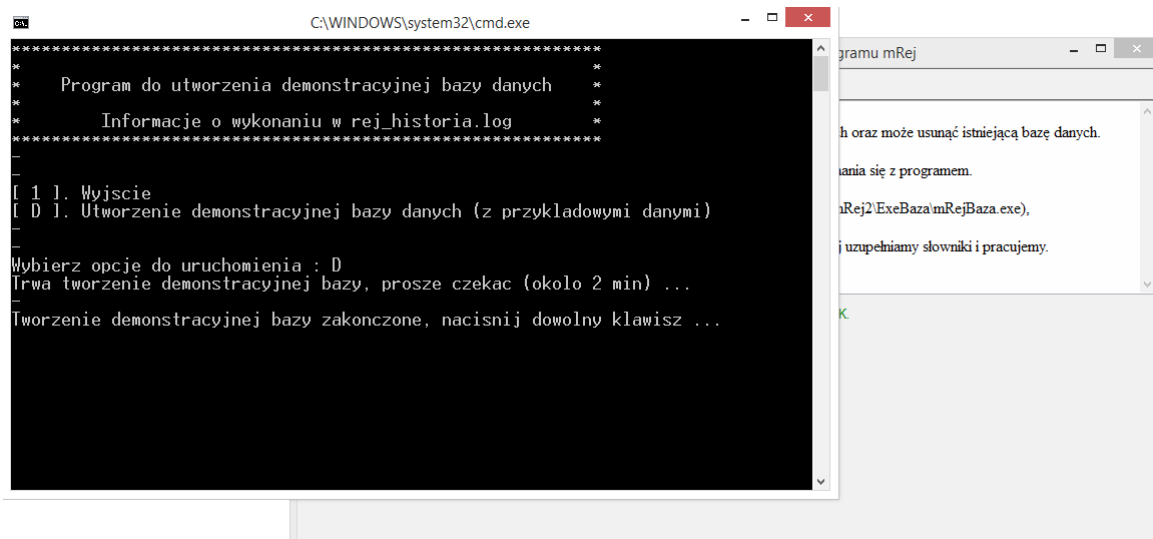 C:\WINDOWS\system32\cmd.exe
************************************************************
* *
* Program do utworzenia demonstracyjnej bazy danych *
* *
* Informacje o wykonaniu w rej_historia.log *
************************************************************
_
_
[ 1 ]. Wyjscie
[ D ]. Utworzenie demonstracyjnej bazy danych (z przykladowymi danymi)
_
_
Wybierz opcje do uruchomienia : D
Trwa tworzenie demonstracyjnej bazy, prosze czekac (okolo 2 min) ...
_
Tworzenie demonstracyjnej bazy zakonczone, nacisnij dowolny klawisz ...
mRej
oraz może usunąć istniejącą bazę danych.
się z programem.
\ExeBaza\mRejBaza.exe),
uzupełniamy słowniki i pracujemy.